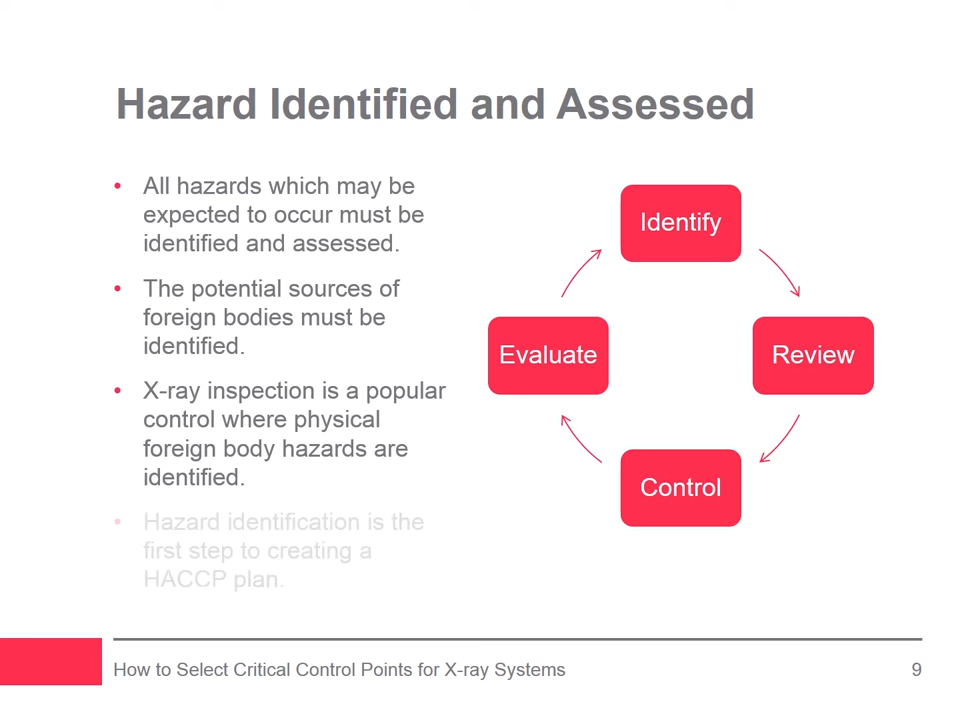 Hazard Identified and Assessed
• All hazards which may be
expected to occur must be
identified and assessed.
• The potential sources of
foreign bodies must be
identified.
• X-ray inspection is a popular
control where physical
foreign body hazards are
identified.
• Hazard identification is the
first step to creating a
HACCP plan.
Identify
Review
Control
Evaluate
How to Select Critical Control Points for X-ray Systems
9